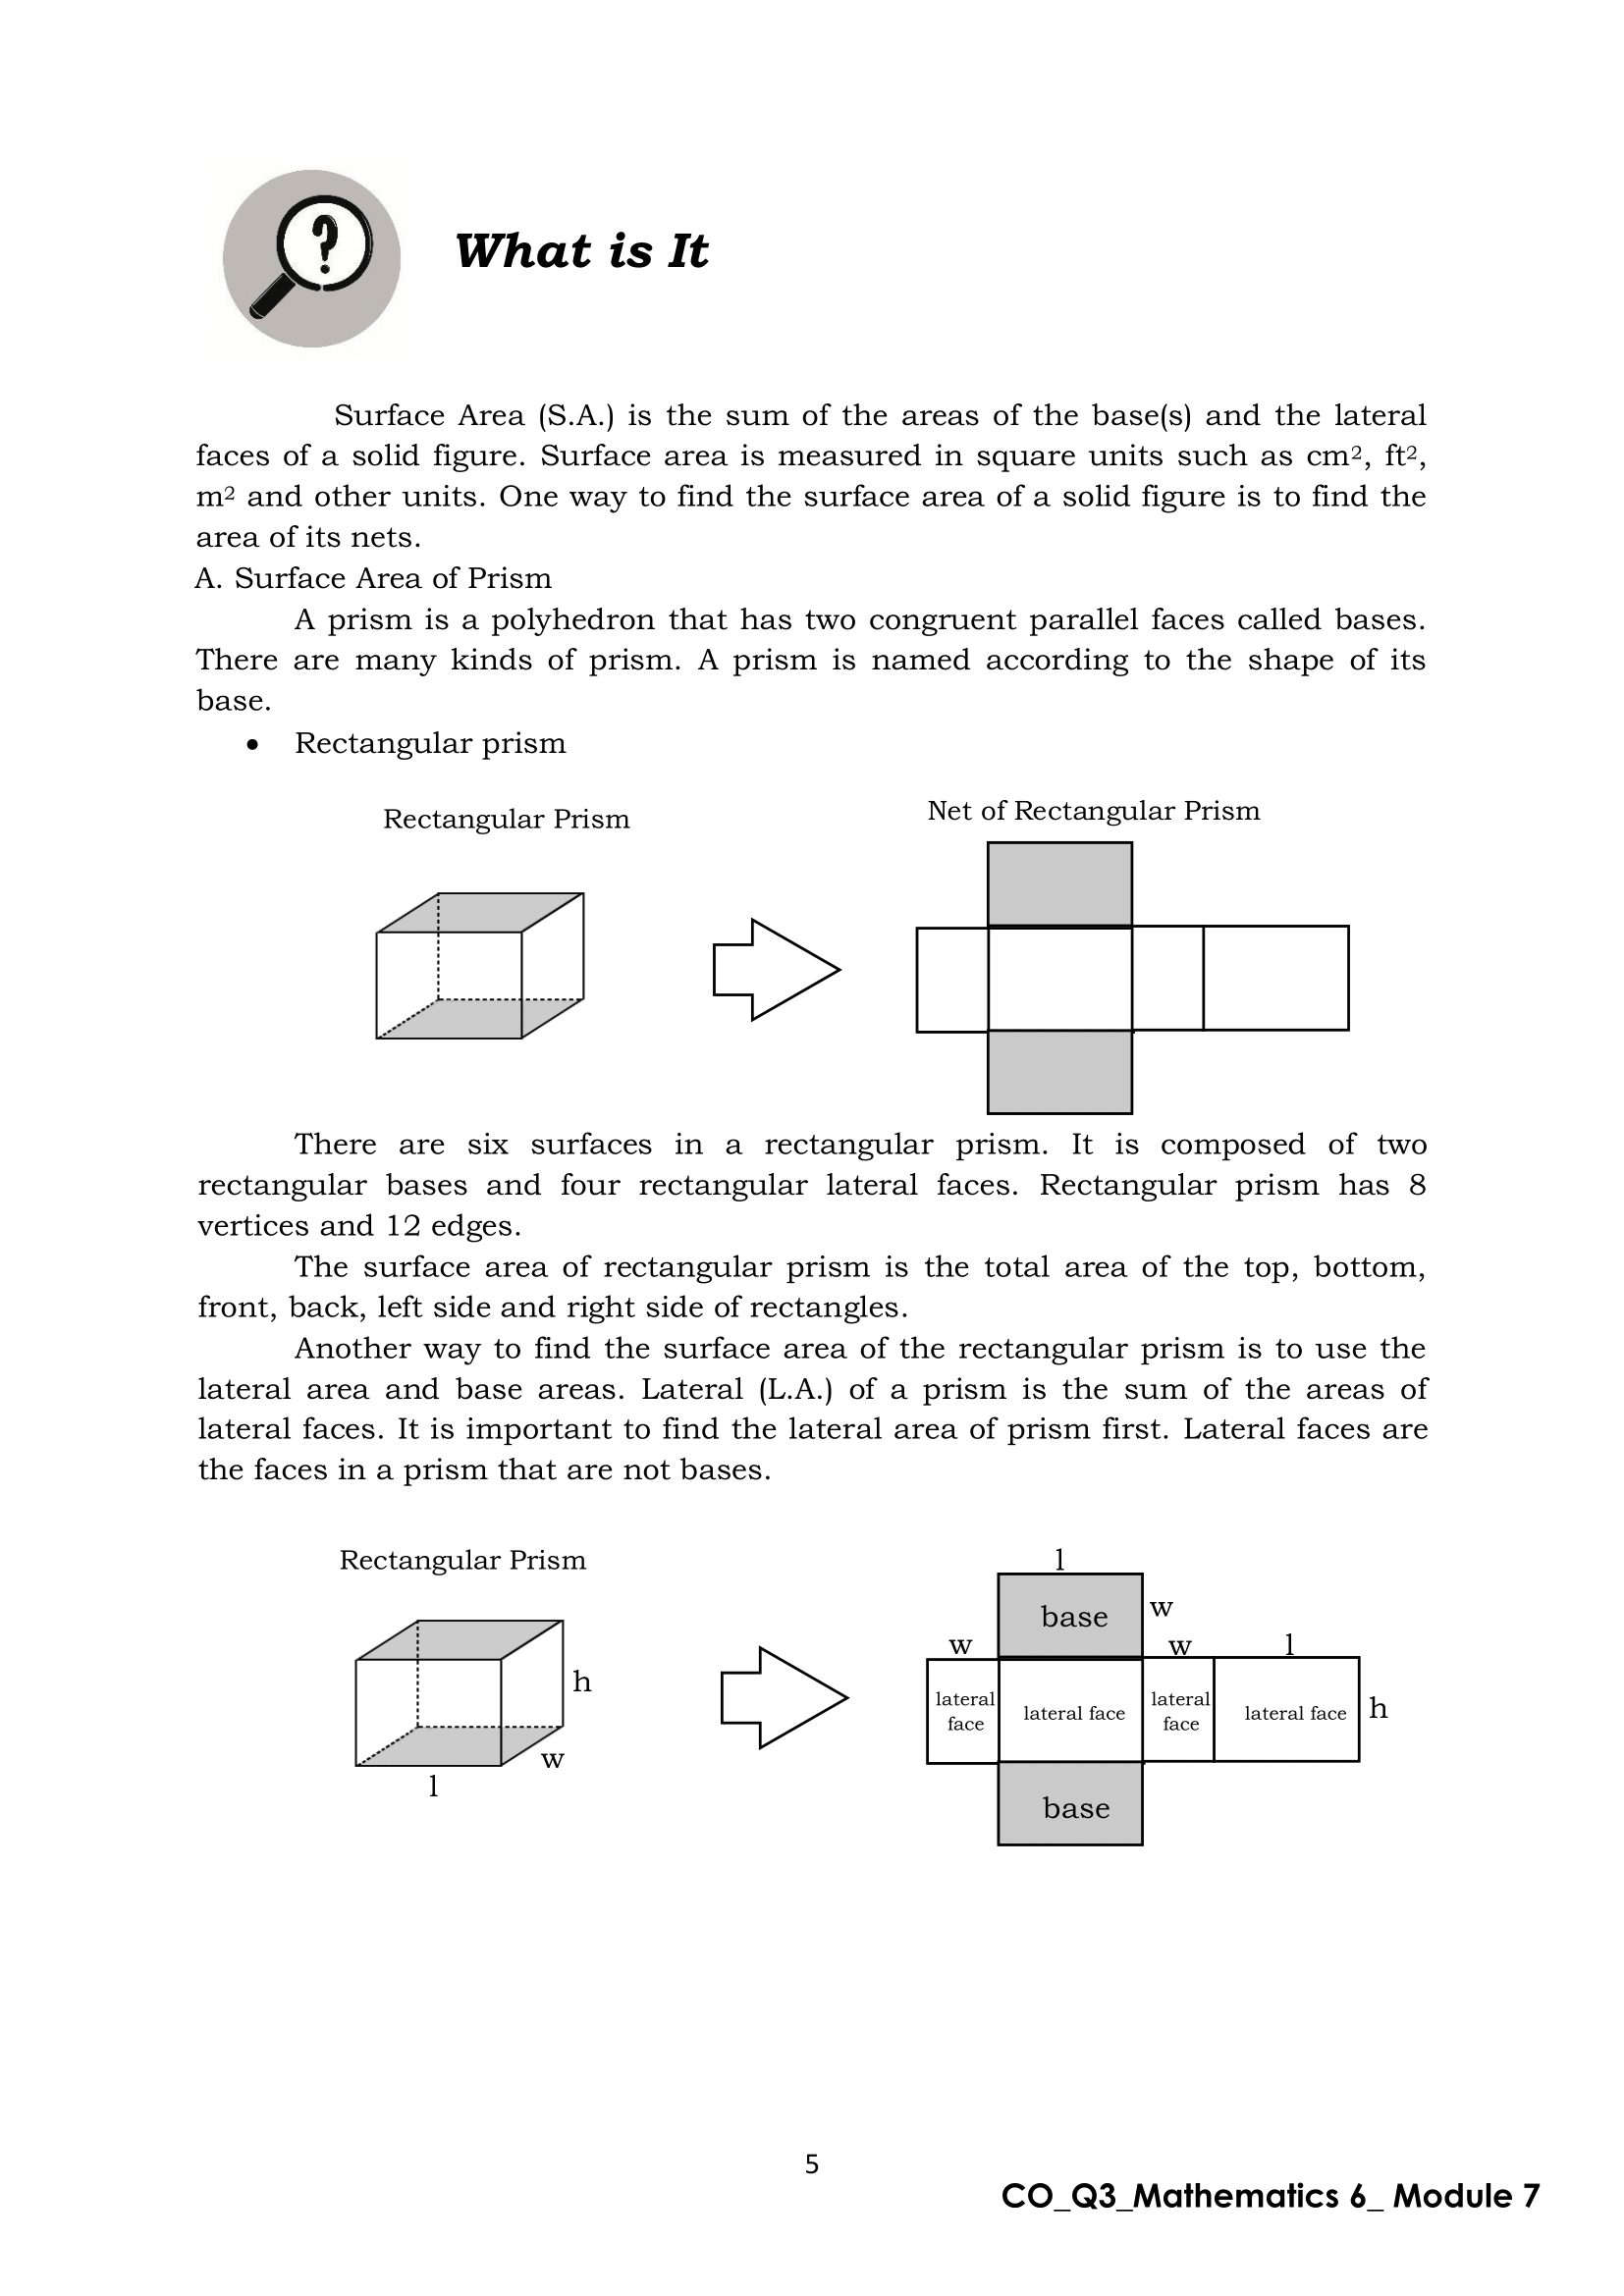 ?
What is It
Surface Area (S.A.) is the sum of the areas of the base(s) and the lateral
faces of a solid figure. Surface area is measured in square units such as cm², ft²,
m² and other units. One way to find the surface area of a solid figure is to find the
area of its nets.
A. Surface Area of Prism
A prism is a polyhedron that has two congruent parallel faces called bases.
There are many kinds of prism. A prism is named according to the shape of its
base.
• Rectangular prism
Rectangular Prism
Net of Rectangular Prism
There are six surfaces in a rectangular prism. It is composed of two
rectangular bases and four rectangular lateral faces. Rectangular prism has 8
vertices and 12 edges.
The surface area of rectangular prism is the total area of the top, bottom,
front, back, left side and right side of rectangles.
Another way to find the surface area of the rectangular prism is to use the
lateral area and base areas. Lateral (L.A.) of a prism is the sum of the areas of
lateral faces. It is important to find the lateral area of prism first. Lateral faces are
the faces in a prism that are not bases.
Rectangular Prism
h
w
l
l
base
w
w
w
l
lateral
face
lateral face
lateral
face
lateral face
h
base
5
CO_Q3_Mathematics 6_ Module 7